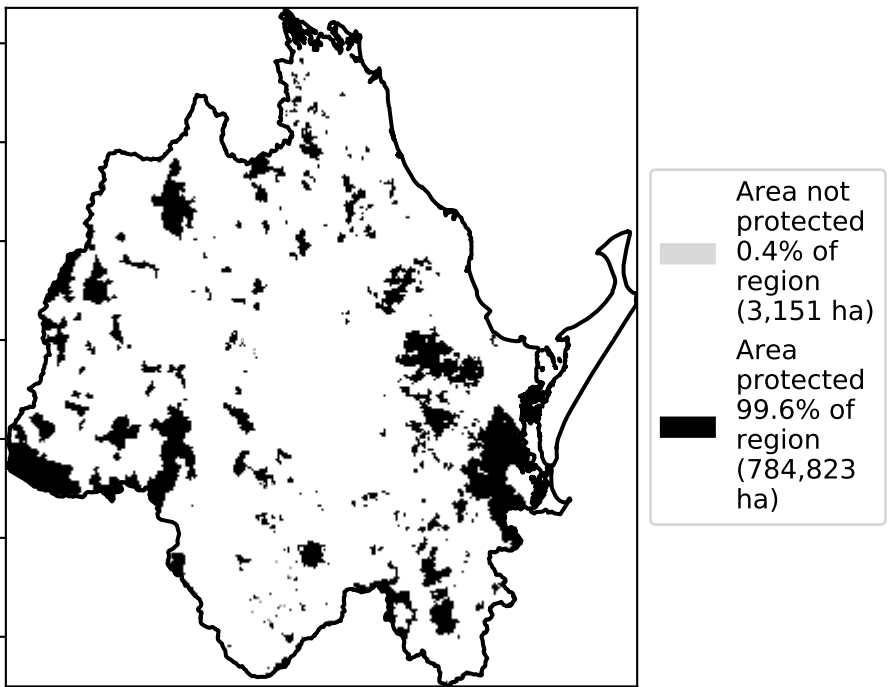 Area not
protected
0.4% of
region
(3,151 ha)
Area
protected
99.6% of
region
(784,823
ha)